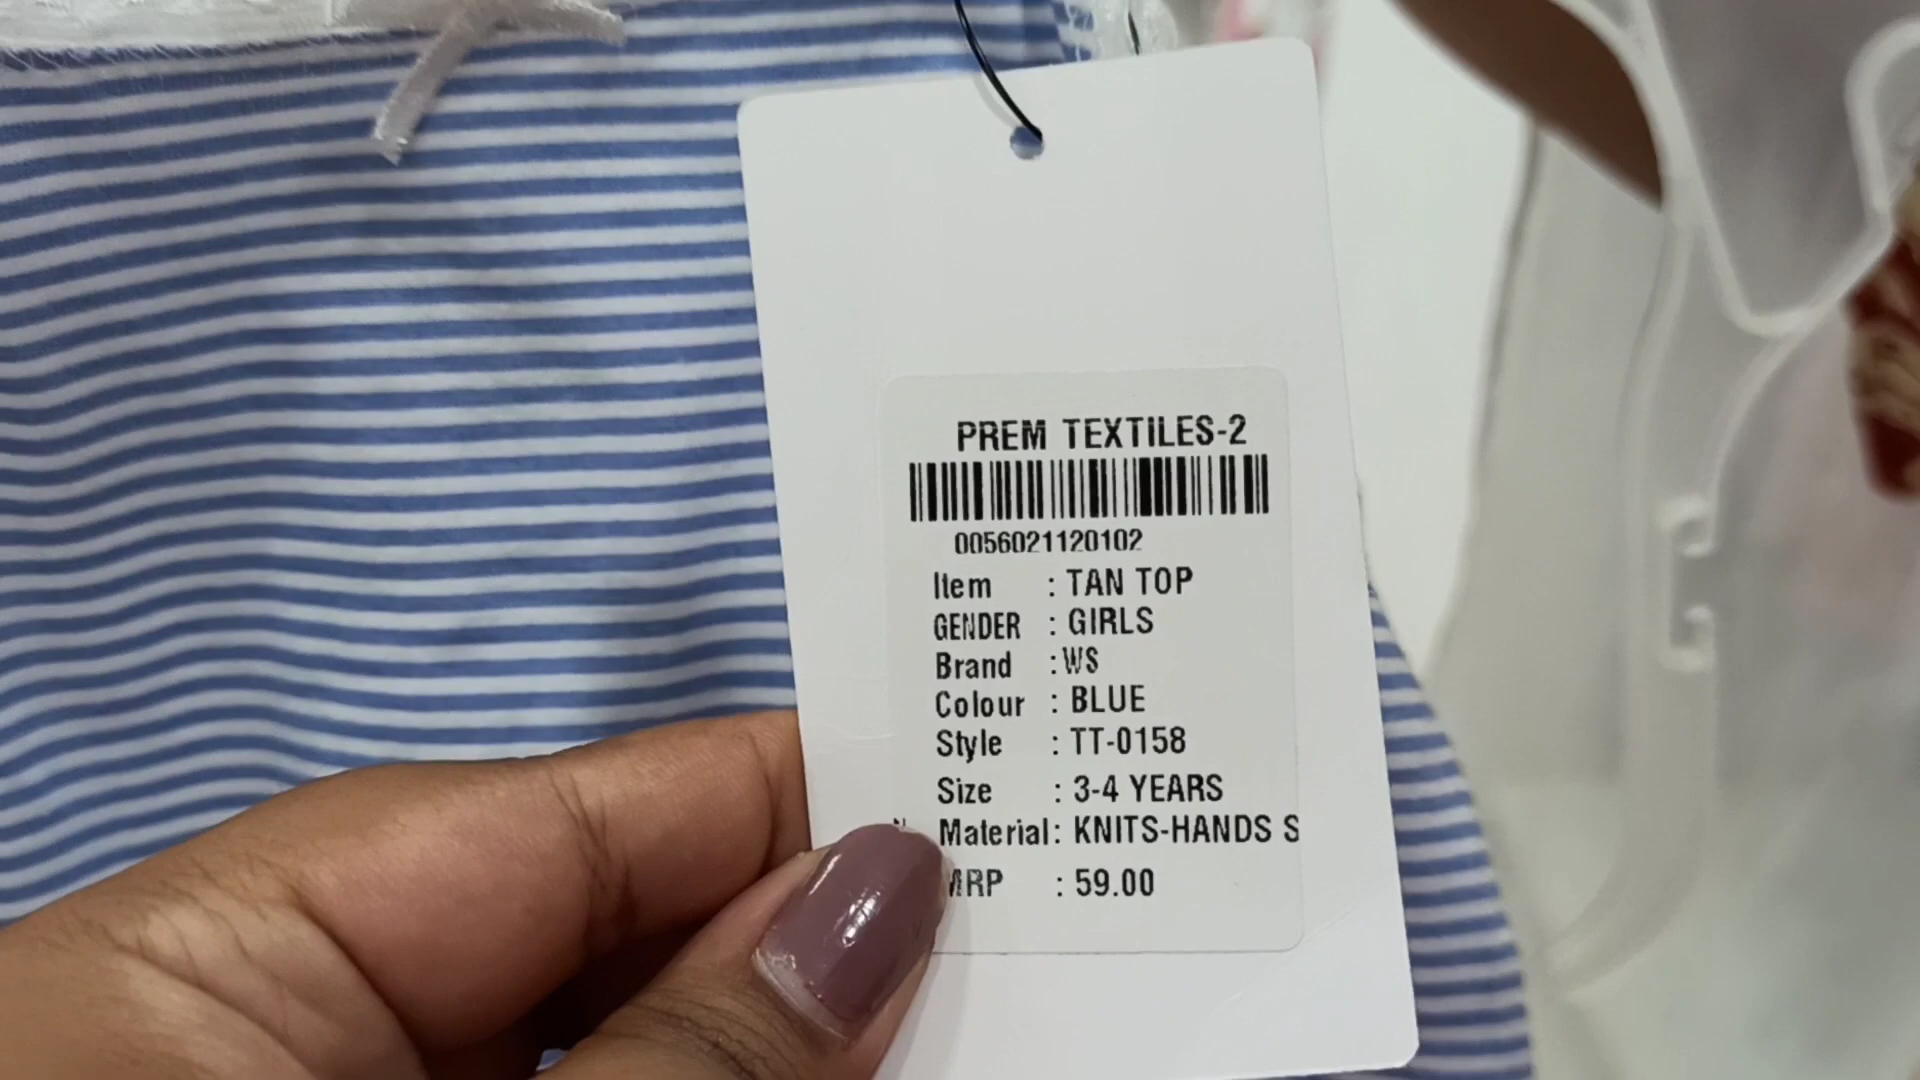 PREM TEXTILES-2
0056021120102
Item : TAN TOP
GENDER : GIRLS
Brand : WS
Colour : BLUE
Style : TT-0158
Size : 3-4 YEARS
Material : KNITS-HANDS S
MRP : 59.00